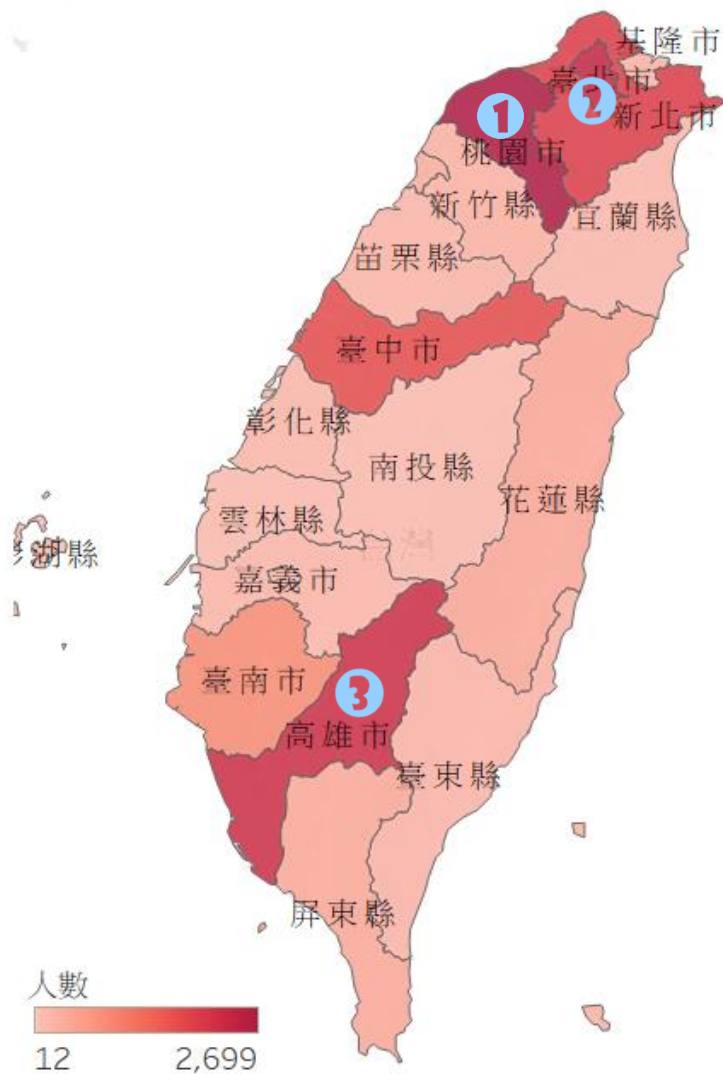 基隆市
臺北市
2
新北市
1
桃園市
新竹縣
宜蘭縣
苗栗縣
臺中市
彰化縣
南投縣
花蓮縣
雲林縣
台灣
湖縣
嘉義市
臺南市
3
高雄市
臺東縣
屏東縣
人數
12 2,699